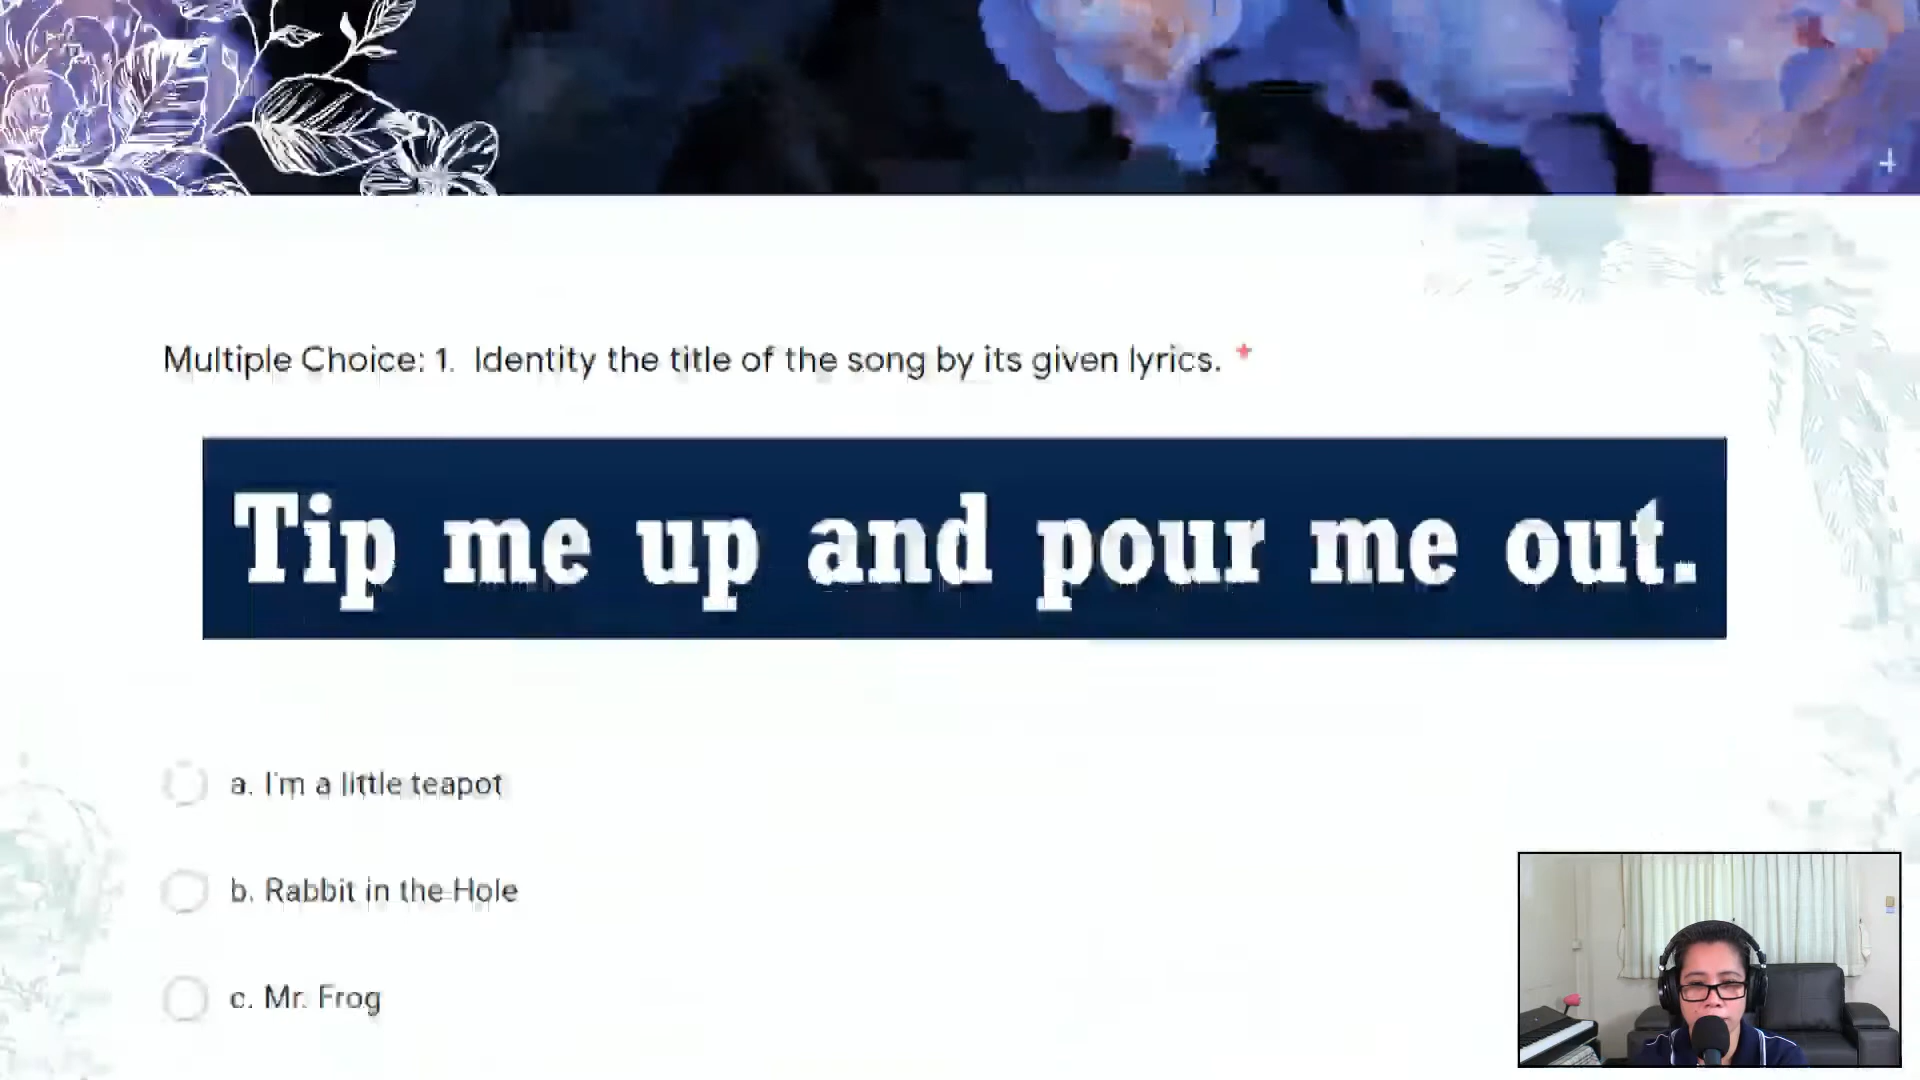 Multiple Choice: 1. Identity the title of the song by its given lyrics. *
Tip me up and pour me out.
a. I'm a little teapot
b. Rabbit in the Hole
c. Mr. Frog